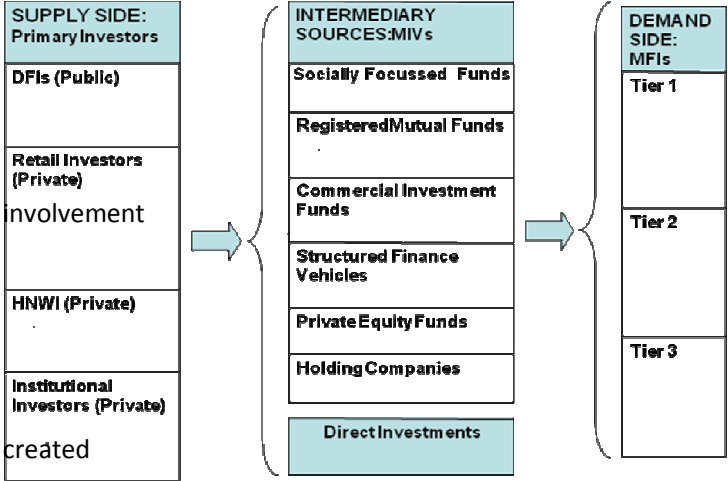 SUPPLY SIDE:
Primary Investors
DFIs (Public)
Retail Investors
(Private)
involvement
HNWI (Private)
Institutional
Investors (Private)
created
INTERMEDIARY
SOURCES:MIVs
Socially Focussed Funds
Registered Mutual Funds
Commercial Investment
Funds
Structured Finance
Vehicles
Private Equity Funds
Holding Companies
Direct Investments
DEMAND
SIDE:
MFIs
Tier 1
Tier 2
Tier 3